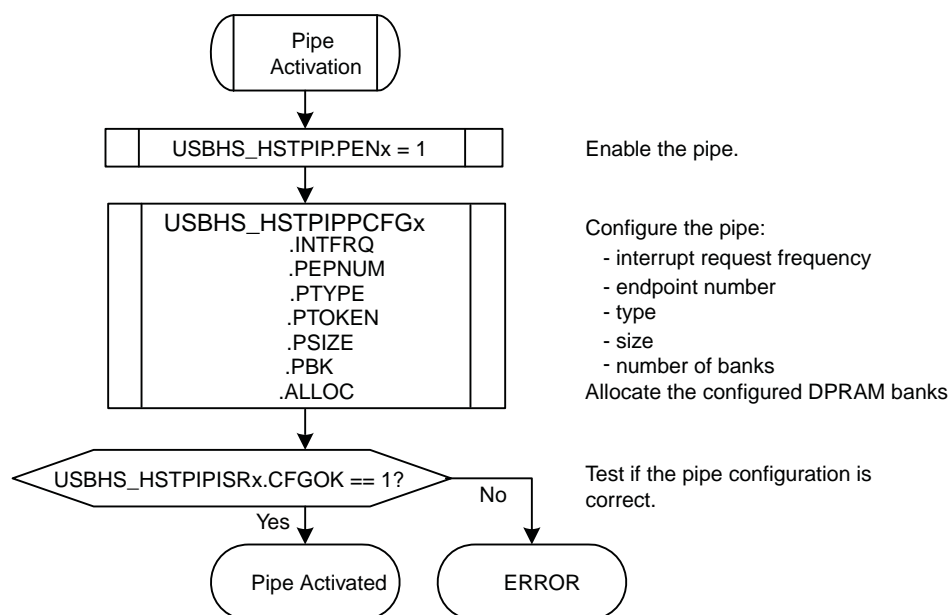 Pipe
Activation
USBHS_HSTPIP.PENx = 1
Enable the pipe.
USBHS_HSTPIPPCFGx
.INTFRQ
.PEPNUM
.PTYPE
.PTOKEN
.PSIZE
.PBK
.ALLOC
Configure the pipe:
- interrupt request frequency
- endpoint number
- type
- size
- number of banks
Allocate the configured DPRAM banks
USBHS_HSTPIPISRx.CFGOK == 1?
Test if the pipe configuration is
correct.
No
Yes
Pipe Activated
ERROR